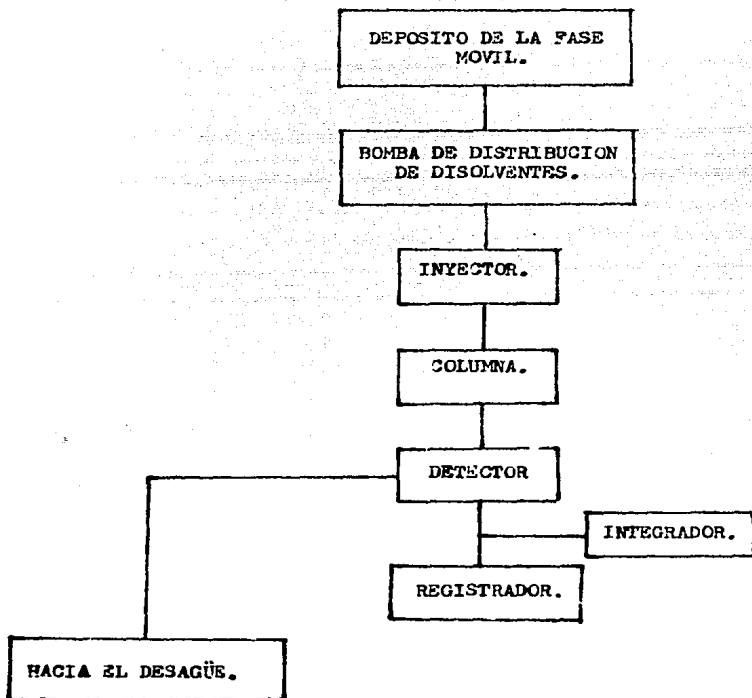 DEPOSITO DE LA FASE
MOVIL.
BOMBA DE DISTRIBUCION
DE DISOLVENTES.
INYECTOR.
COLUMNA.
DETECTOR
INTEGRADOR.
REGISTRADOR.
HACIA EL DESAGÜE.